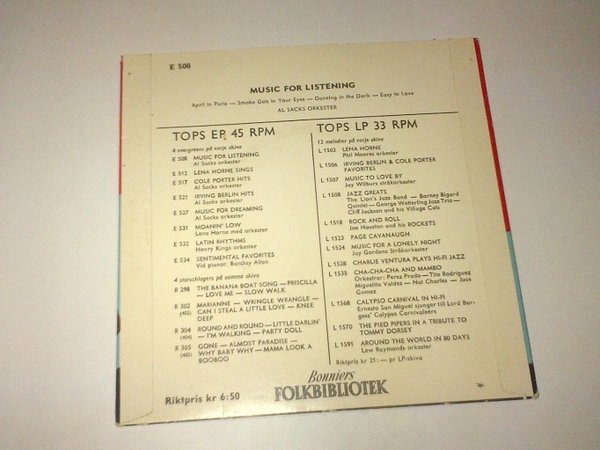 E 508
MUSIC FOR LISTENING
April in Paris — Smoke Gets in Your Eyes — Dancing in the Dark — Easy to Love
AL SACKS ORKESTER
TOPS EP 45 RPM
4 evergreens på varje skiva
E 508 MUSIC FOR LISTENING
Al Sacks orkester
E 512 LENA HORNE SINGS
E 517 COLE PORTER HITS
Al Sacks orkester
E 521 IRVING BERLIN HITS
Al Sacks orkester
E 527 MUSIC FOR DREAMING
Al Sacks orkester
E 531 MOANIN' LOW
Lena Horne med orkester
E 532 LATIN RHYTHMS
Henry Kings orkester
E 534 SENTIMENTAL FAVORITES
Vid pianot: Barclay Allen
4 storschlagers på samma skiva
R 298 THE BANANA BOAT SONG — PRISCILLA
— LOVE ME — SLOW WALK
R 302 MARIANNE — WRINGLE WRANGLE —
(403) CAN I STEAL A LITTLE LOVE — KNEE
DEEP
R 304 ROUND AND ROUND — LITTLE DARLIN'
(404) — I'M WALKING — PARTY DOLL
R 305 GONE — ALMOST PARADISE —
(405) WHY BABY WHY — MAMA LOOK A
BOOBOO
TOPS LP 33 RPM
12 melodier på varje skiva
L 1502 LENA HORNE
Phil Moores orkester
L 1506 IRVING BERLIN & COLE PORTER
FAVORITES
L 1507 MUSIC TO LOVE BY
Jay Wilburs stråkorkester
L 1508 JAZZ GREATS
The Lion's Jazz Band — Barney Bigard
Quintet — George Wetterling Jazz Trio —
Cliff Jackson and his Village Cats
L 1518 ROCK AND ROLL
Joe Houston and his ROCKETS
L 1523 PAGE CAVANAUGH
L 1524 MUSIC FOR A LONELY NIGHT
Jay Gordons Stråkorkester
L 1528 CHARLIE VENTURA PLAYS HI-FI JAZZ
L 1535 CHA-CHA-CHA AND MAMBO
Orkestrar: Perez Prado — Tito Rodriguez
Miguelito Valdez — Nat Charles — Jose
Gomez
L 1568 CALYPSO CARNIVAL IN HI-FI
Ernesto San Miguel sjunger till Lord Bur-
gess' Calypso Carnivaleers
L 1570 THE PIED PIPERS IN A TRIBUTE TO
TOMMY DORSEY
L 1591 AROUND THE WORLD IN 80 DAYS
Lew Raymonds orkester
Riktpris kr 21: — pr LP-skiva
Riktpris kr 6:50
Bonniers
FOLKBIBLIOTEK